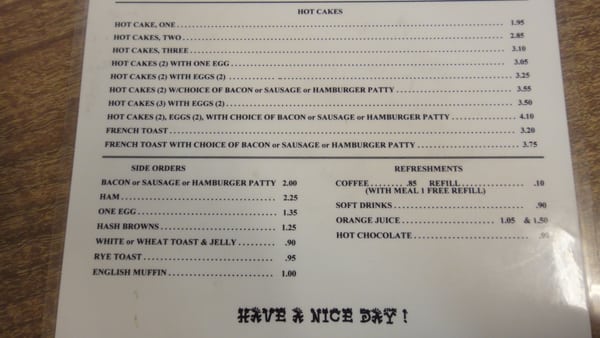 HOT CAKES
HOT CAKE, ONE 1.95
HOT CAKES, TWO 2.85
HOT CAKES, THREE 3.10
HOT CAKES (2) WITH ONE EGG 3.05
HOT CAKES (2) WITH EGGS (2) 3.25
HOT CAKES (2) W/CHOICE OF BACON or SAUSAGE or HAMBURGER PATTY 3.55
HOT CAKES (3) WITH EGGS (2) 3.50
HOT CAKES (2), EGGS (2), WITH CHOICE OF BACON or SAUSAGE or HAMBURGER PATTY 4.10
FRENCH TOAST 3.20
FRENCH TOAST WITH CHOICE OF BACON or SAUSAGE or HAMBURGER PATTY 3.75
SIDE ORDERS
BACON or SAUSAGE or HAMBURGER PATTY 2.00
HAM 2.25
ONE EGG 1.35
HASH BROWNS 1.25
WHITE or WHEAT TOAST & JELLY .90
RYE TOAST .95
ENGLISH MUFFIN 1.00
REFRESHMENTS
COFFEE .85 REFILL .10
(WITH MEAL 1 FREE REFILL)
SOFT DRINKS .90
ORANGE JUICE 1.05 & 1.50
HOT CHOCOLATE
HAVE A NICE DAY !